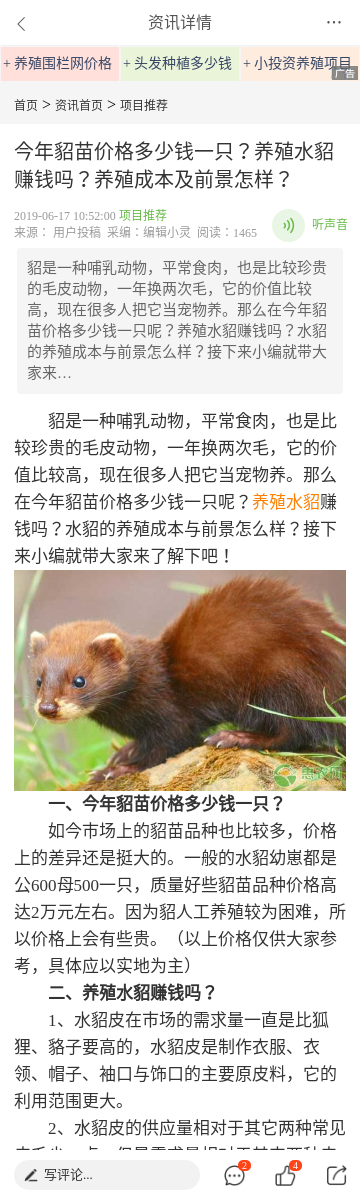 资讯详情
+ 养殖围栏网价格 + 头发种植多少钱 + 小投资养殖项目
广告
首页 > 资讯首页 > 项目推荐
今年貂苗价格多少钱一只？养殖水貂
赚钱吗？养殖成本及前景怎样？
2019-06-17 10:52:00 项目推荐
来源： 用户投稿 采编：编辑小灵 阅读：1465
听声音
貂是一种哺乳动物，平常食肉，也是比较珍贵
的毛皮动物，一年换两次毛，它的价值比较
高，现在很多人把它当宠物养。那么在今年貂
苗价格多少钱一只呢？养殖水貂赚钱吗？水貂
的养殖成本与前景怎么样？接下来小编就带大
家来…
貂是一种哺乳动物，平常食肉，也是比
较珍贵的毛皮动物，一年换两次毛，它的价
值比较高，现在很多人把它当宠物养。那么
在今年貂苗价格多少钱一只呢？养殖水貂赚
钱吗？水貂的养殖成本与前景怎么样？接下
来小编就带大家来了解下吧！
惠农网
一、今年貂苗价格多少钱一只？
如今市场上的貂苗品种也比较多，价格
上的差异还是挺大的。一般的水貂幼崽都是
公600母500一只，质量好些貂苗品种价格高
达2万元左右。因为貂人工养殖较为困难，所
以价格上会有些贵。（以上价格仅供大家参
考，具体应以实地为主）
二、养殖水貂赚钱吗？
1、水貂皮在市场的需求量一直是比狐
狸、貉子要高的，水貂皮是制作衣服、衣
领、帽子、袖口与饰口的主要原皮料，它的
利用范围更大。
2、水貂皮的供应量相对于其它两种常见
写评论...
2
4